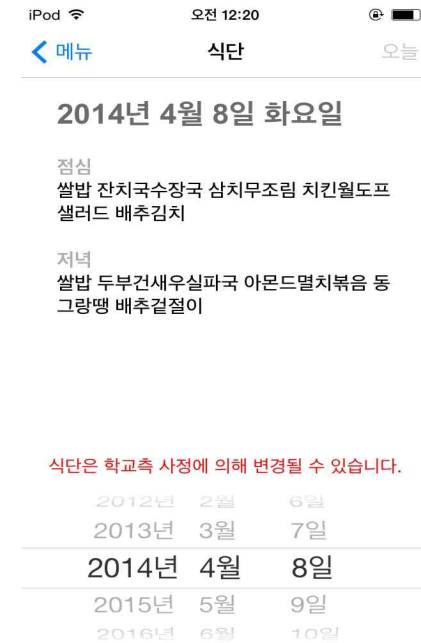 iPod 오전 12:20
메뉴 식단 오늘
2014년 4월 8일 화요일
점심
쌀밥 잔치국수장국 삼치무조림 치킨월도프
샐러드 배추김치
저녁
쌀밥 두부건새우실파국 아몬드멸치볶음 동
그랑땡 배추겉절이
식단은 학교측 사정에 의해 변경될 수 있습니다.
2012년 2월 6일
2013년 3월 7일
2014년 4월 8일
2015년 5월 9일
2016년 6월 10일